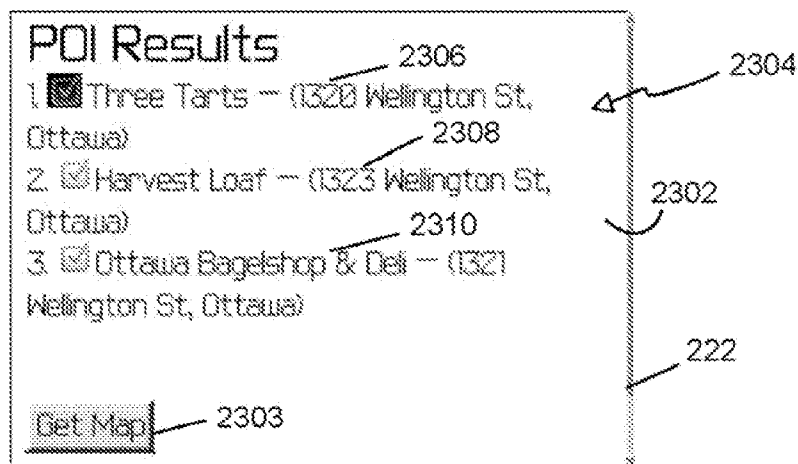 POI Results
2306
2304
1. Three Tarts – (1320 Wellington St,
Ottawa)
2308
2. Harvest Loaf – (1323 Wellington St,
2302
Ottawa)
2310
3. Ottawa Bagelshop & Deli – (1321
Wellington St, Ottawa)
222
Get Map
2303